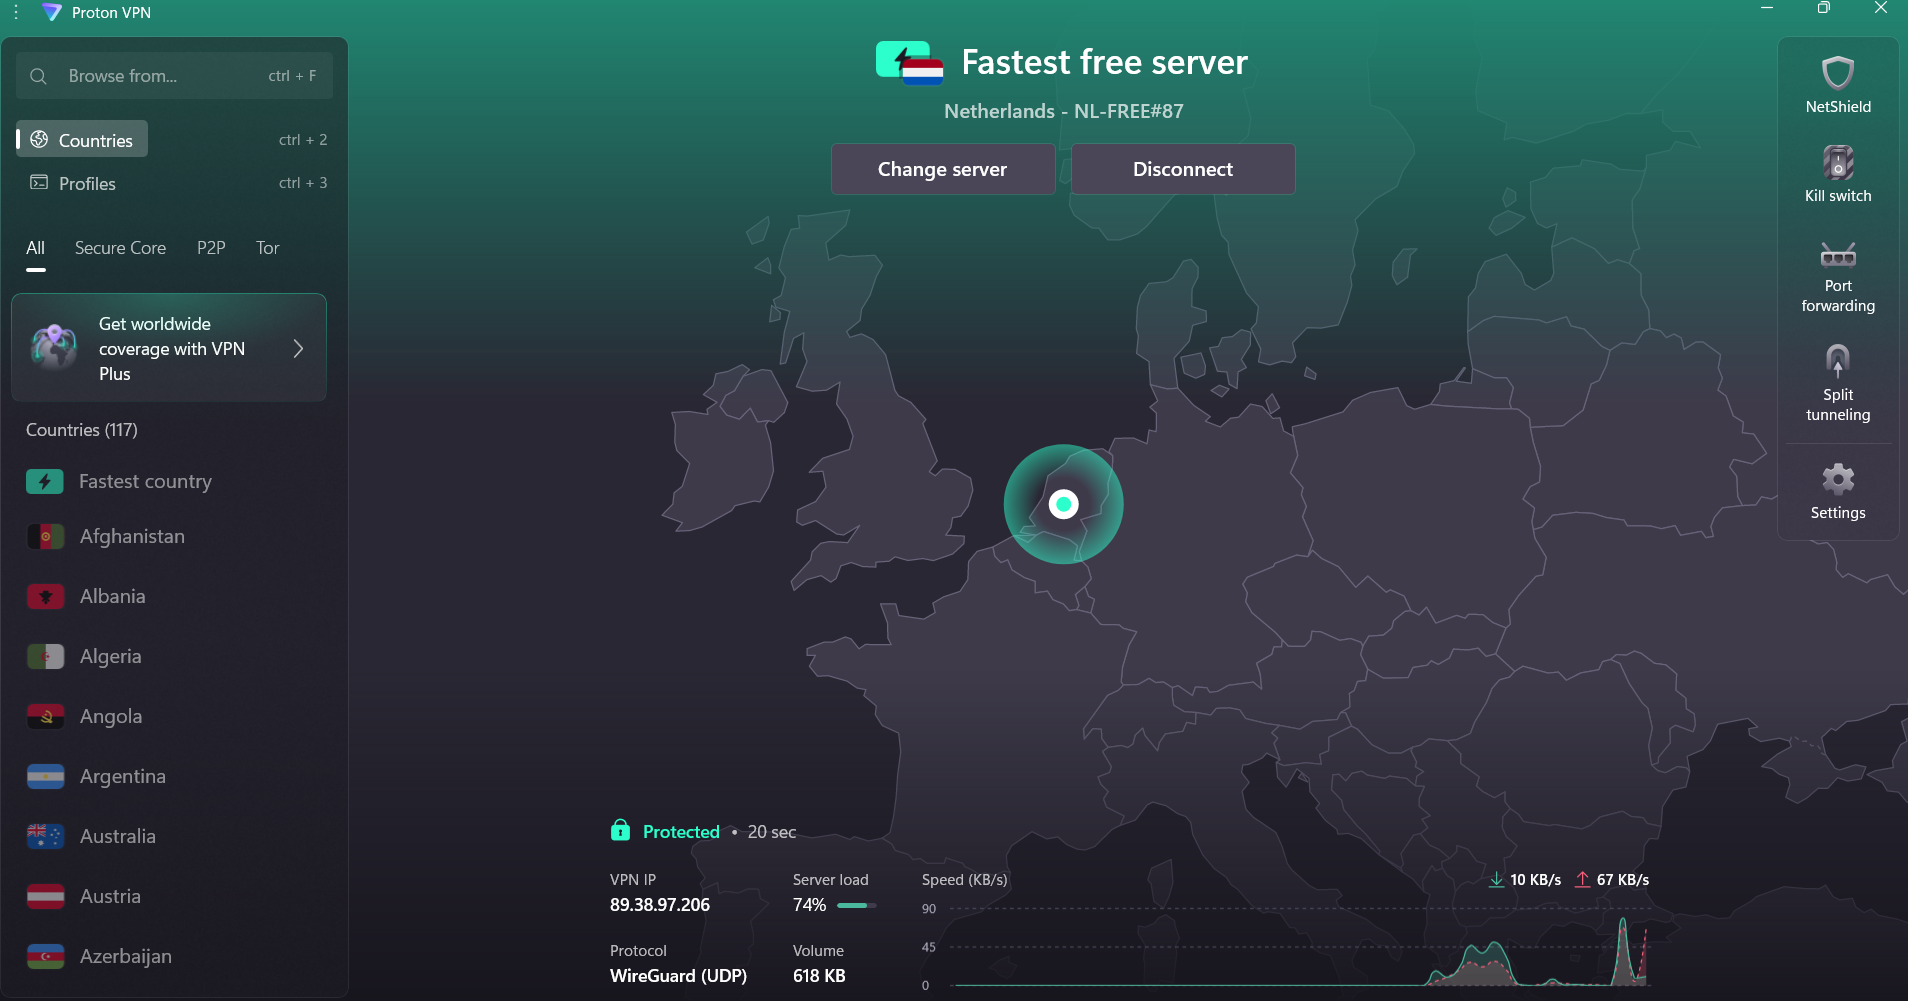 Proton VPN
Browse from...
ctrl + F
Countries
ctrl + 2
Profiles
ctrl + 3
All
Secure Core
P2P
Tor
Get worldwide
coverage with VPN
Plus
Countries (117)
Fastest country
Afghanistan
Albania
Algeria
Angola
Argentina
Australia
Austria
Azerbaijan
Fastest free server
Netherlands - NL-FREE#87
Change server
Disconnect
Protected • 20 sec
VPN IP
89.38.97.206
Server load
74%
Protocol
WireGuard (UDP)
Volume
618 KB
Speed (KB/s)
10 KB/s
67 KB/s
90
45
0
NetShield
Kill switch
Port
forwarding
Split
tunneling
Settings